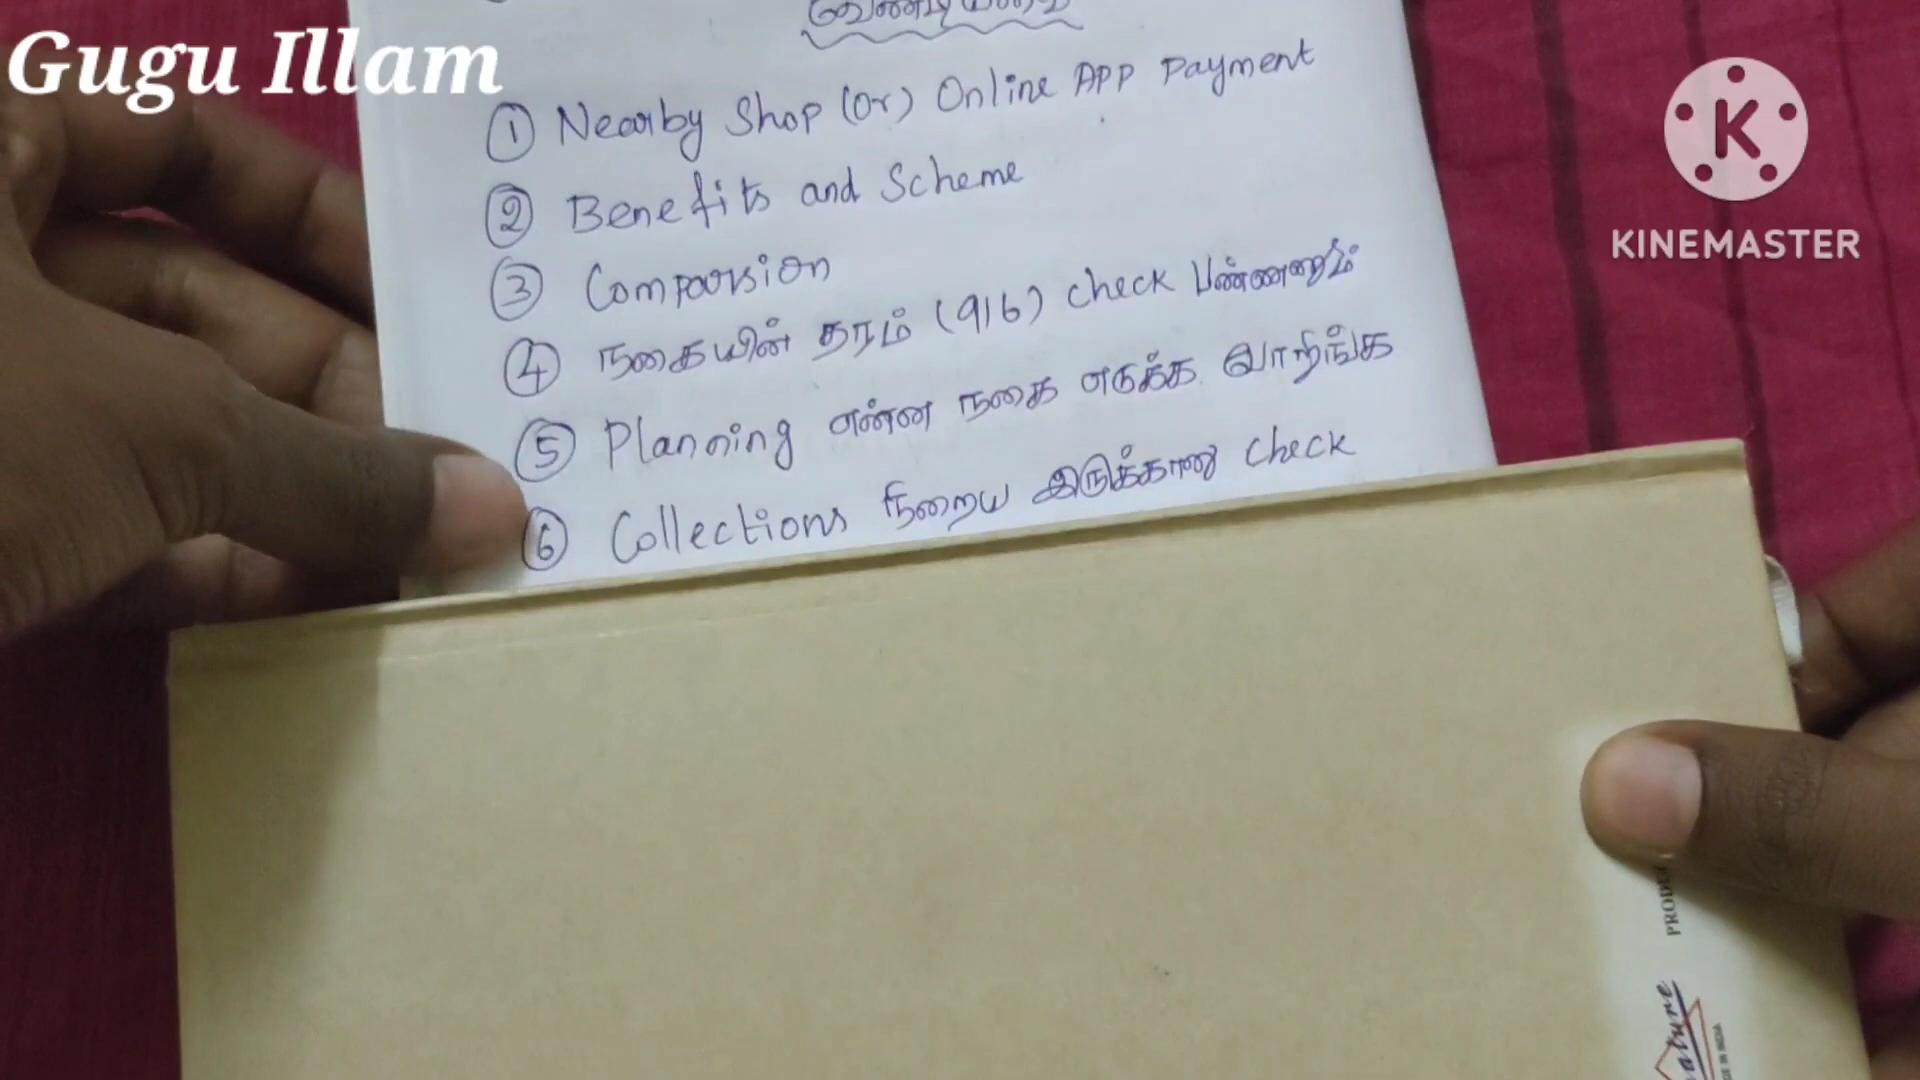 Gugu Illam
K
KINEMASTER
① Nearby Shop (or) Online APP Payment
② Benefits and Scheme
③ Comparsion
④ நகையின் தரம் (916) check பண்ணனும்
⑤ Planning என்ன நகை எடுக்க போறிங்க
⑥ Collections நிறைய இருக்கானு check